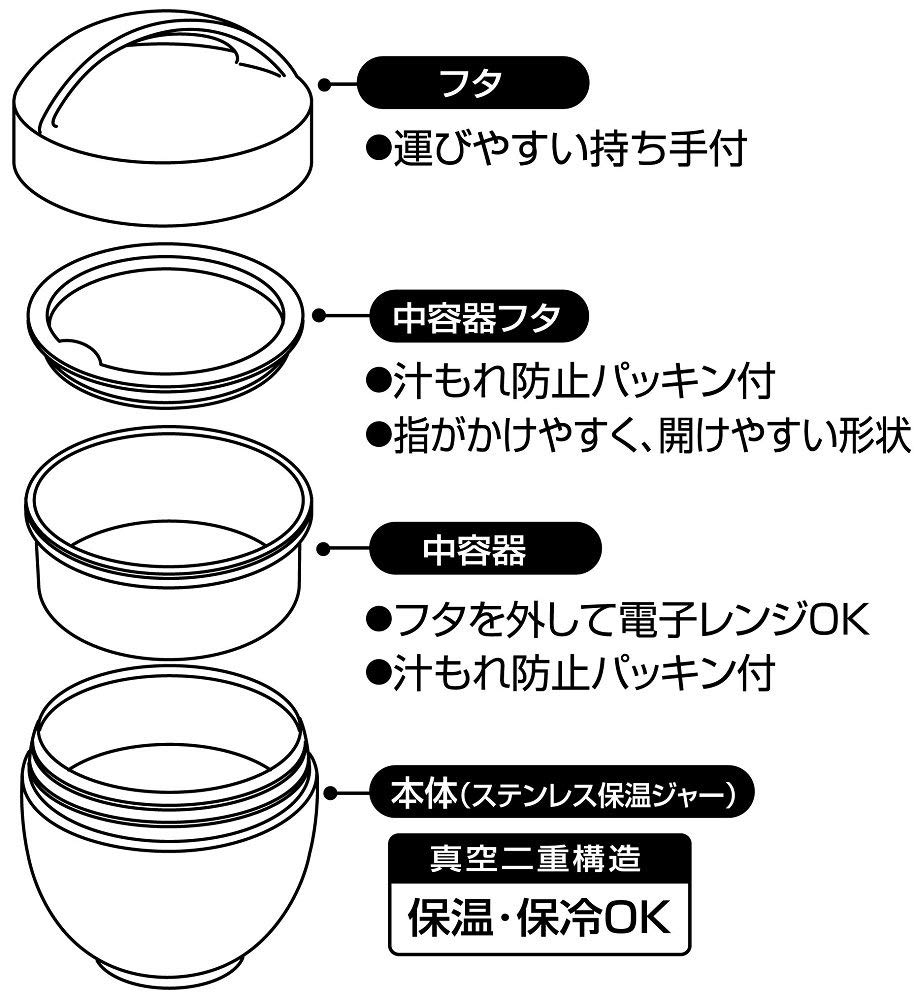 フタ
●運びやすい持ち手付
中容器フタ
●汁もれ防止パッキン付
●指がかけやすく、開けやすい形状
中容器
●フタを外して電子レンジOK
●汁もれ防止パッキン付
本体(ステンレス保温ジャー)
真空二重構造
保温・保冷OK